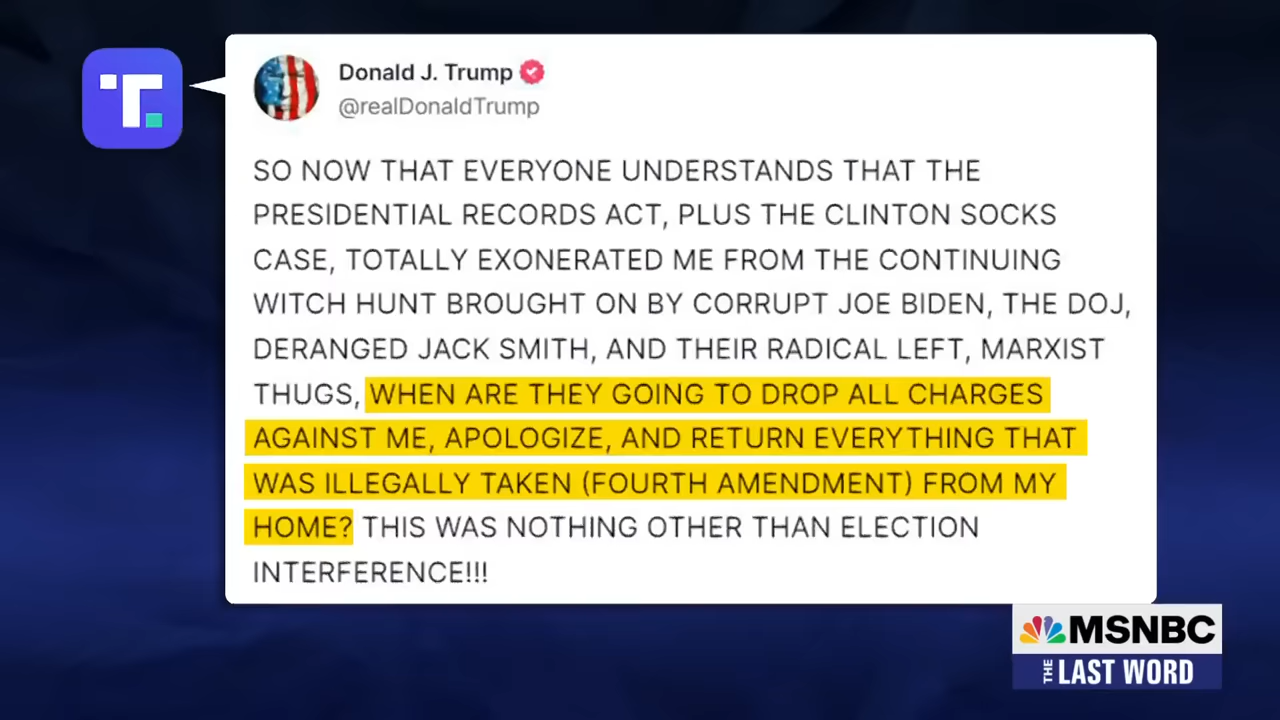 Donald J. Trump
@realDonaldTrump
SO NOW THAT EVERYONE UNDERSTANDS THAT THE
PRESIDENTIAL RECORDS ACT, PLUS THE CLINTON SOCKS
CASE, TOTALLY EXONERATED ME FROM THE CONTINUING
WITCH HUNT BROUGHT ON BY CORRUPT JOE BIDEN, THE DOJ,
DERANGED JACK SMITH, AND THEIR RADICAL LEFT, MARXIST
THUGS, WHEN ARE THEY GOING TO DROP ALL CHARGES
AGAINST ME, APOLOGIZE, AND RETURN EVERYTHING THAT
WAS ILLEGALLY TAKEN (FOURTH AMENDMENT) FROM MY
HOME? THIS WAS NOTHING OTHER THAN ELECTION
INTERFERENCE!!!
MSNBC
THE LAST WORD